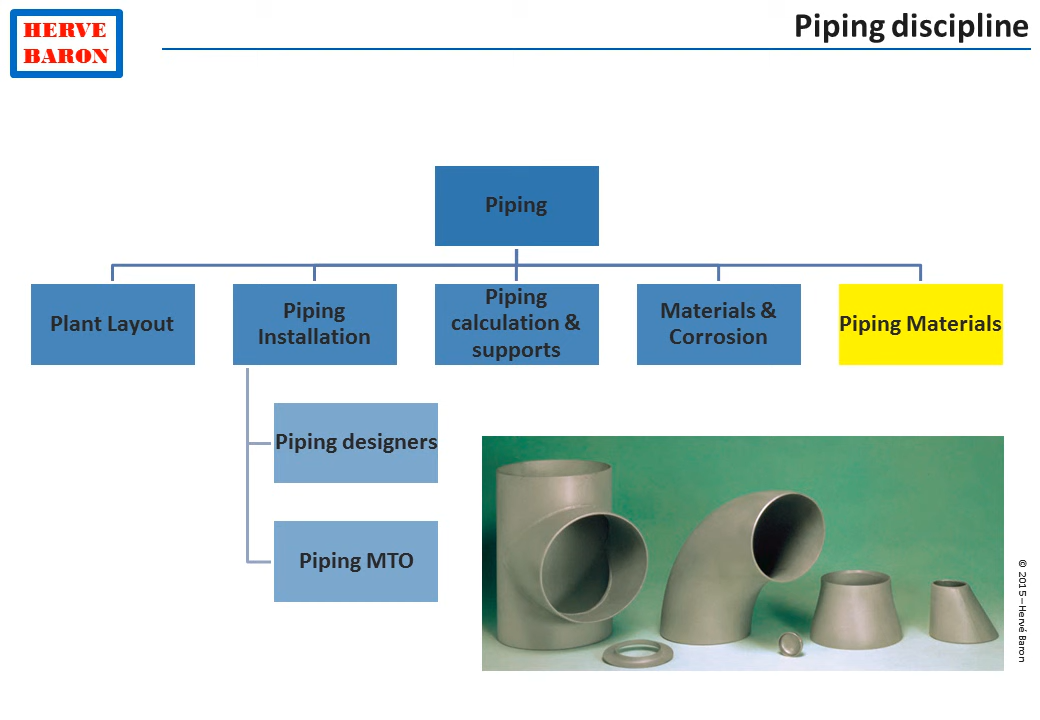 HERVE
BARON
Piping discipline
Piping
Plant Layout
Piping
Installation
Piping
calculation &
supports
Materials &
Corrosion
Piping Materials
Piping designers
Piping MTO
© 2015 – Hervé Baron